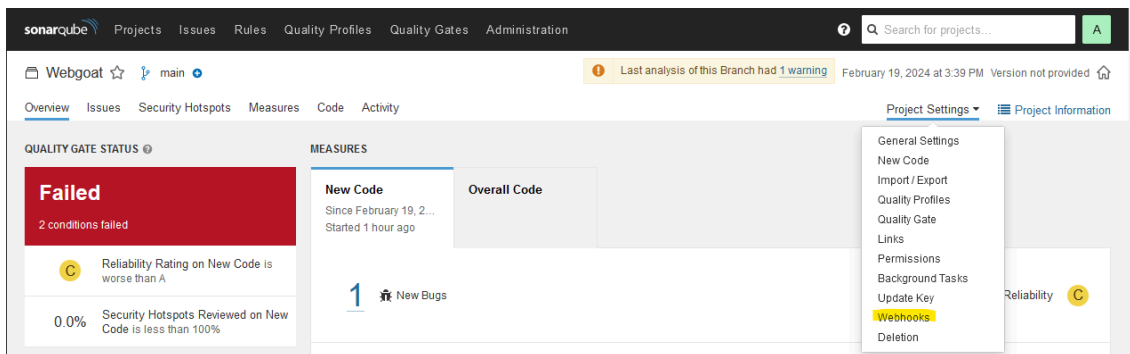 sonarqube Projects Issues Rules Quality Profiles Quality Gates Administration ? Search for projects... A
Webgoat main Last analysis of this Branch had 1 warning February 19, 2024 at 3:39 PM Version not provided
Overview Issues Security Hotspots Measures Code Activity Project Settings Project Information
QUALITY GATE STATUS ?
MEASURES
Failed
2 conditions failed
C Reliability Rating on New Code is
worse than A
0.0% Security Hotspots Reviewed on New
Code is less than 100%
New Code
Since February 19, 2...
Started 1 hour ago
Overall Code
1 New Bugs
Reliability C
General Settings
New Code
Import / Export
Quality Profiles
Quality Gate
Links
Permissions
Background Tasks
Update Key
Webhooks
Deletion